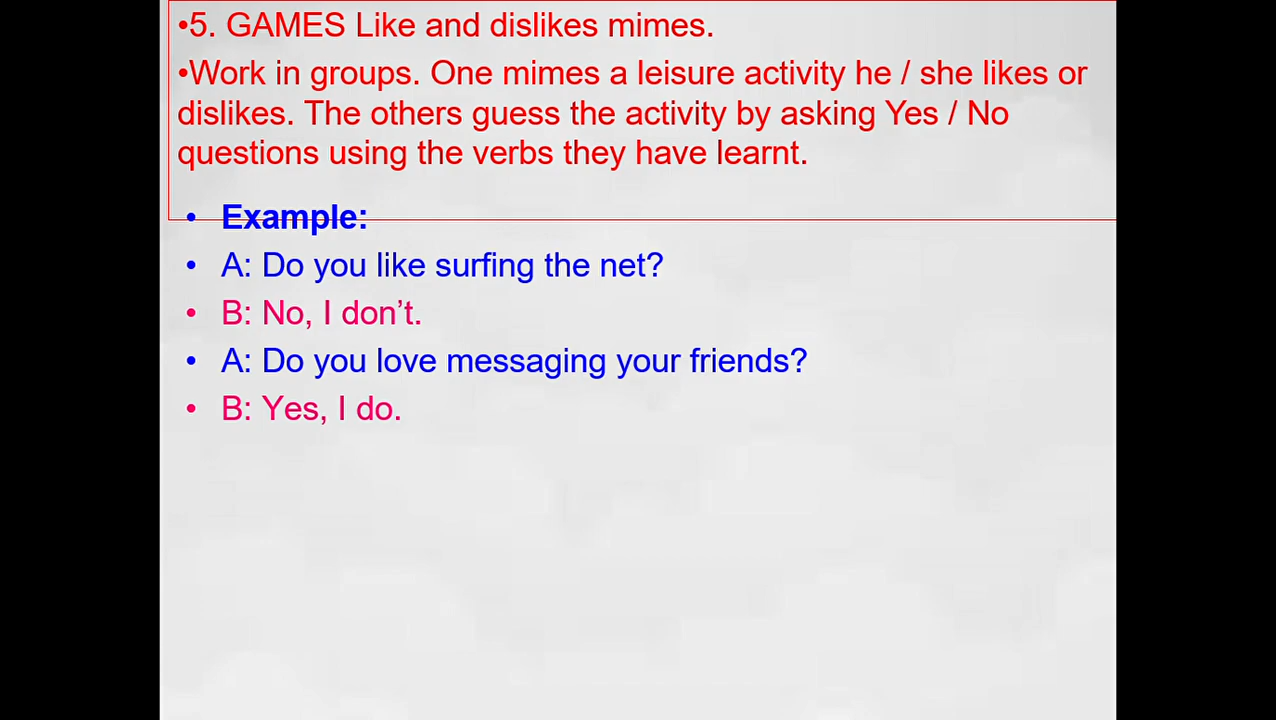 •5. GAMES Like and dislikes mimes.
•Work in groups. One mimes a leisure activity he / she likes or
dislikes. The others guess the activity by asking Yes / No
questions using the verbs they have learnt.
• Example:
• A: Do you like surfing the net?
• B: No, I don’t.
• A: Do you love messaging your friends?
• B: Yes, I do.